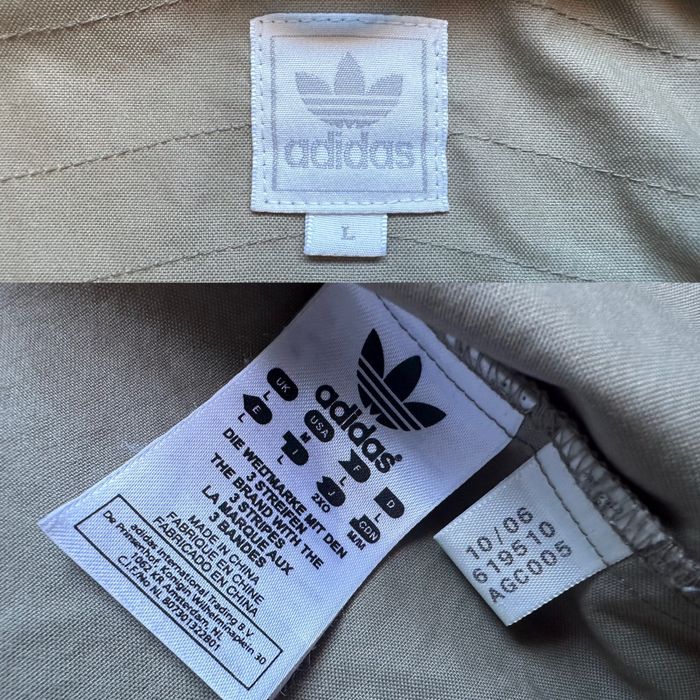 adidas
L
adidas
UK
L
USA
M
F
L
D
L
E
L
J
L
J
2XO
CDN
M/M
DIE WELTMARKE MIT DEN
3 STREIFEN
THE BRAND WITH THE
3 STRIPES
LA MARQUE AUX
3 BANDES
MADE IN CHINA
FABRIQUE EN CHINE
FABRICADO EN CHINA
adidas International Trading B.V.
De Prinsenhof, Koningin Wilhelminaplein 30
1062 KR Amsterdam, NL
C.I.F./No/NL B07301322B01
10/06
619510
AGC005